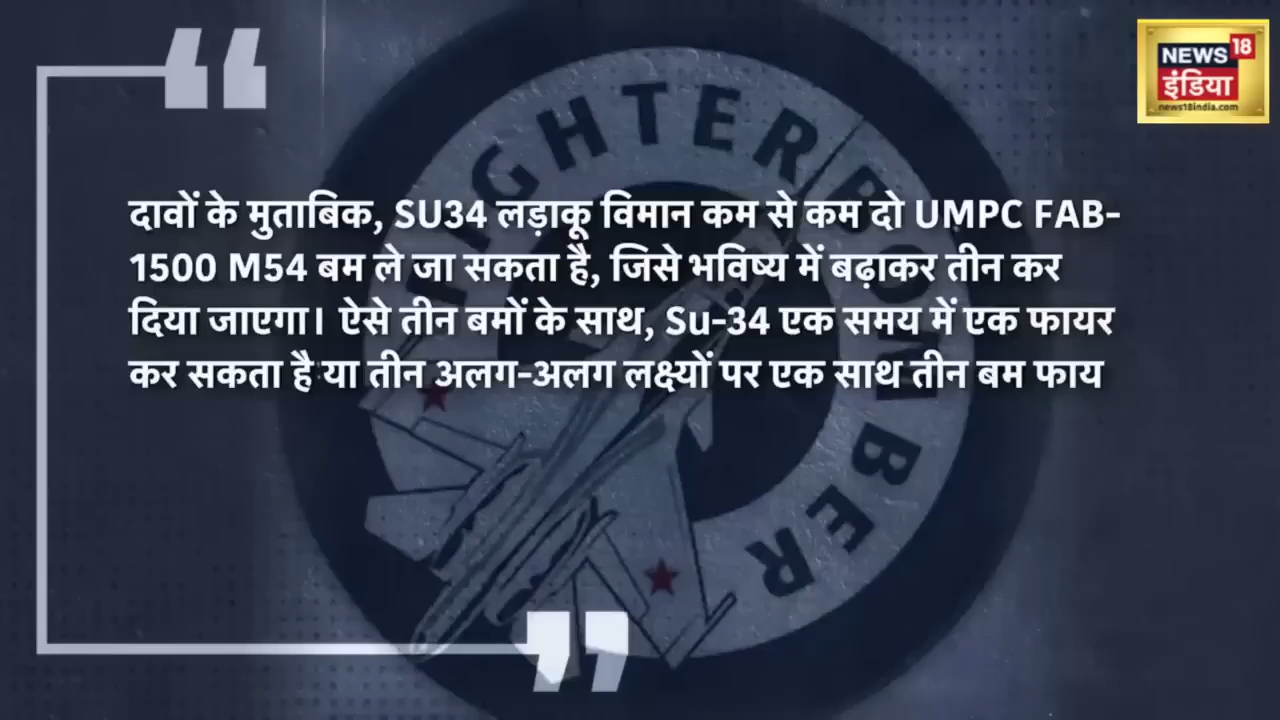 NEWS 18
इंडिया
news18india.com
FIGHTERBOMBER
दावों के मुताबिक, SU34 लड़ाकू विमान कम से कम दो UMPC FAB-
1500 M54 बम ले जा सकता है, जिसे भविष्य में बढ़ाकर तीन कर
दिया जाएगा। ऐसे तीन बमों के साथ, Su-34 एक समय में एक फायर
कर सकता है या तीन अलग-अलग लक्ष्यों पर एक साथ तीन बम फाय